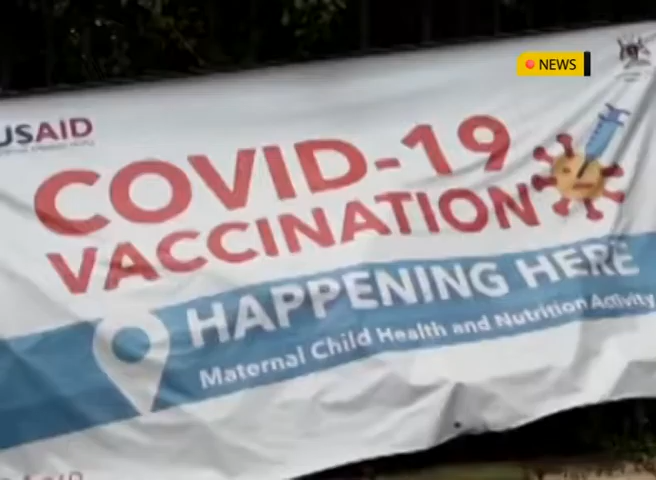 NEWS
USAID
COVID-19
VACCINATION
HAPPENING HERE
Maternal Child Health and Nutrition Activity